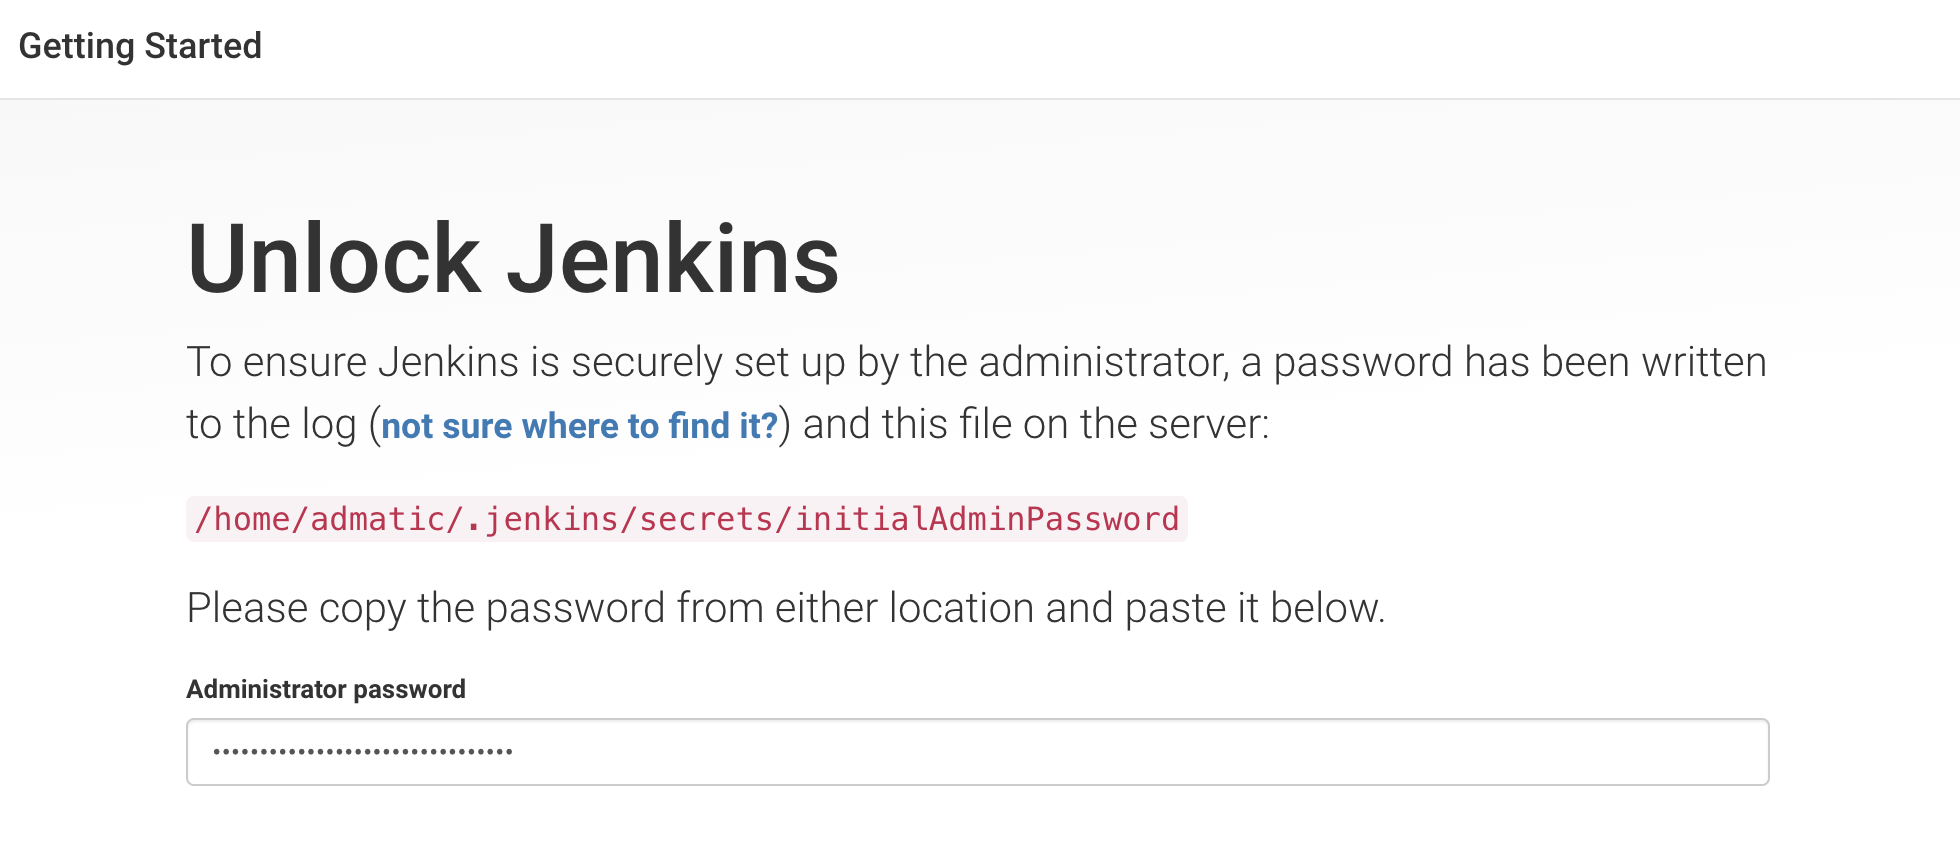 Getting Started
Unlock Jenkins
To ensure Jenkins is securely set up by the administrator, a password has been written
to the log (not sure where to find it?) and this file on the server:
/home/admatic/.jenkins/secrets/initialAdminPassword
Please copy the password from either location and paste it below.
Administrator password